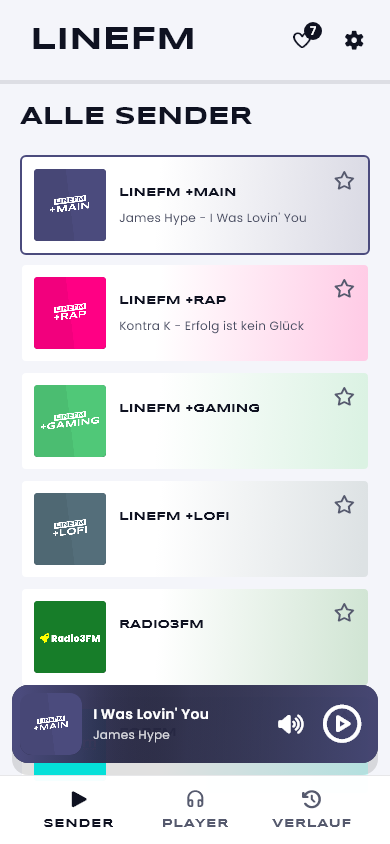 LINEFM
7
ALLE SENDER
LINEFM
+MAIN
LINEFM +MAIN
James Hype - I Was Lovin' You
LINEFM
+RAP
LINEFM +RAP
Kontra K - Erfolg ist kein Glück
LINEFM
+GAMING
LINEFM +GAMING
LINEFM
+LOFI
LINEFM +LOFI
Radio3FM
RADIO3FM
LINEFM
+MAIN
I Was Lovin' You
James Hype
SENDER
PLAYER
VERLAUF